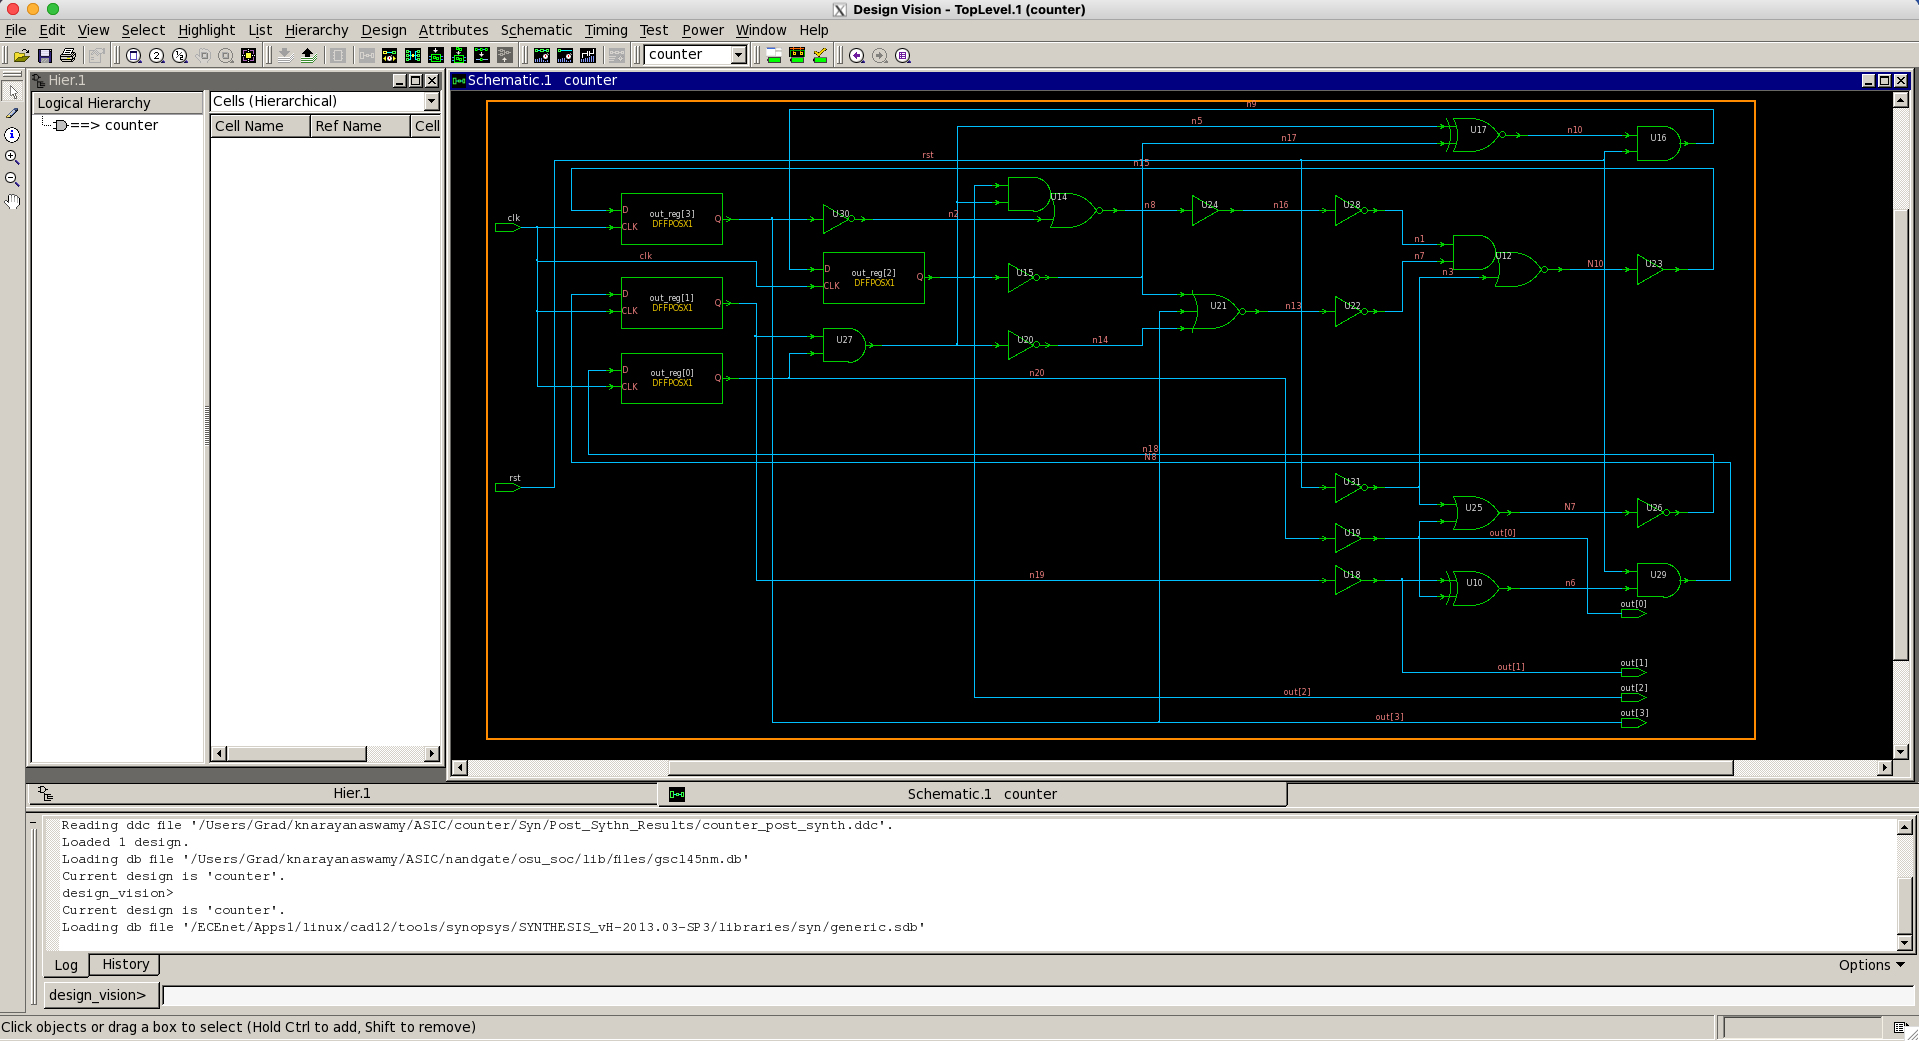 Design Vision - TopLevel.1 (counter)
File Edit View Select Highlight List Hierarchy Design Attributes Schematic Timing Test Power Window Help
counter
Hier.1
Logical Hierarchy
==> counter
Cells (Hierarchical)
Cell Name Ref Name Cell
Schematic.1 counter
n9
n5
U17
n10
U16
n17
rst
n15
clk
D
out_reg[3]
DFFPOSX1
Q
CLK
U30
n2
U14
n8
U24
n16
U28
clk
D
out_reg[2]
DFFPOSX1
Q
CLK
U15
n1
n7
n3
U12
N10
U23
D
out_reg[1]
DFFPOSX1
Q
CLK
U21
n13
U22
U27
U20
n14
D
out_reg[0]
DFFPOSX1
Q
CLK
n20
n18
N8
rst
U31
U25
N7
U26
U19
out[0]
n19
U18
U10
n6
U29
out[0]
out[1]
out[1]
out[2]
out[2]
out[3]
out[3]
Hier.1
Schematic.1 counter
Reading ddc file '/Users/Grad/knarayanaswamy/ASIC/counter/Syn/Post_Sythn_Results/counter_post_synth.ddc'.
Loaded 1 design.
Loading db file '/Users/Grad/knarayanaswamy/ASIC/nandgate/osu_soc/lib/files/gscl45nm.db'
Current design is 'counter'.
design_vision>
Current design is 'counter'.
Loading db file '/ECEnet/Apps1/linux/cad12/tools/synopsys/SYNTHESIS_vH-2013.03-SP3/libraries/syn/generic.sdb'
Log History
Options
design_vision>
Click objects or drag a box to select (Hold Ctrl to add, Shift to remove)